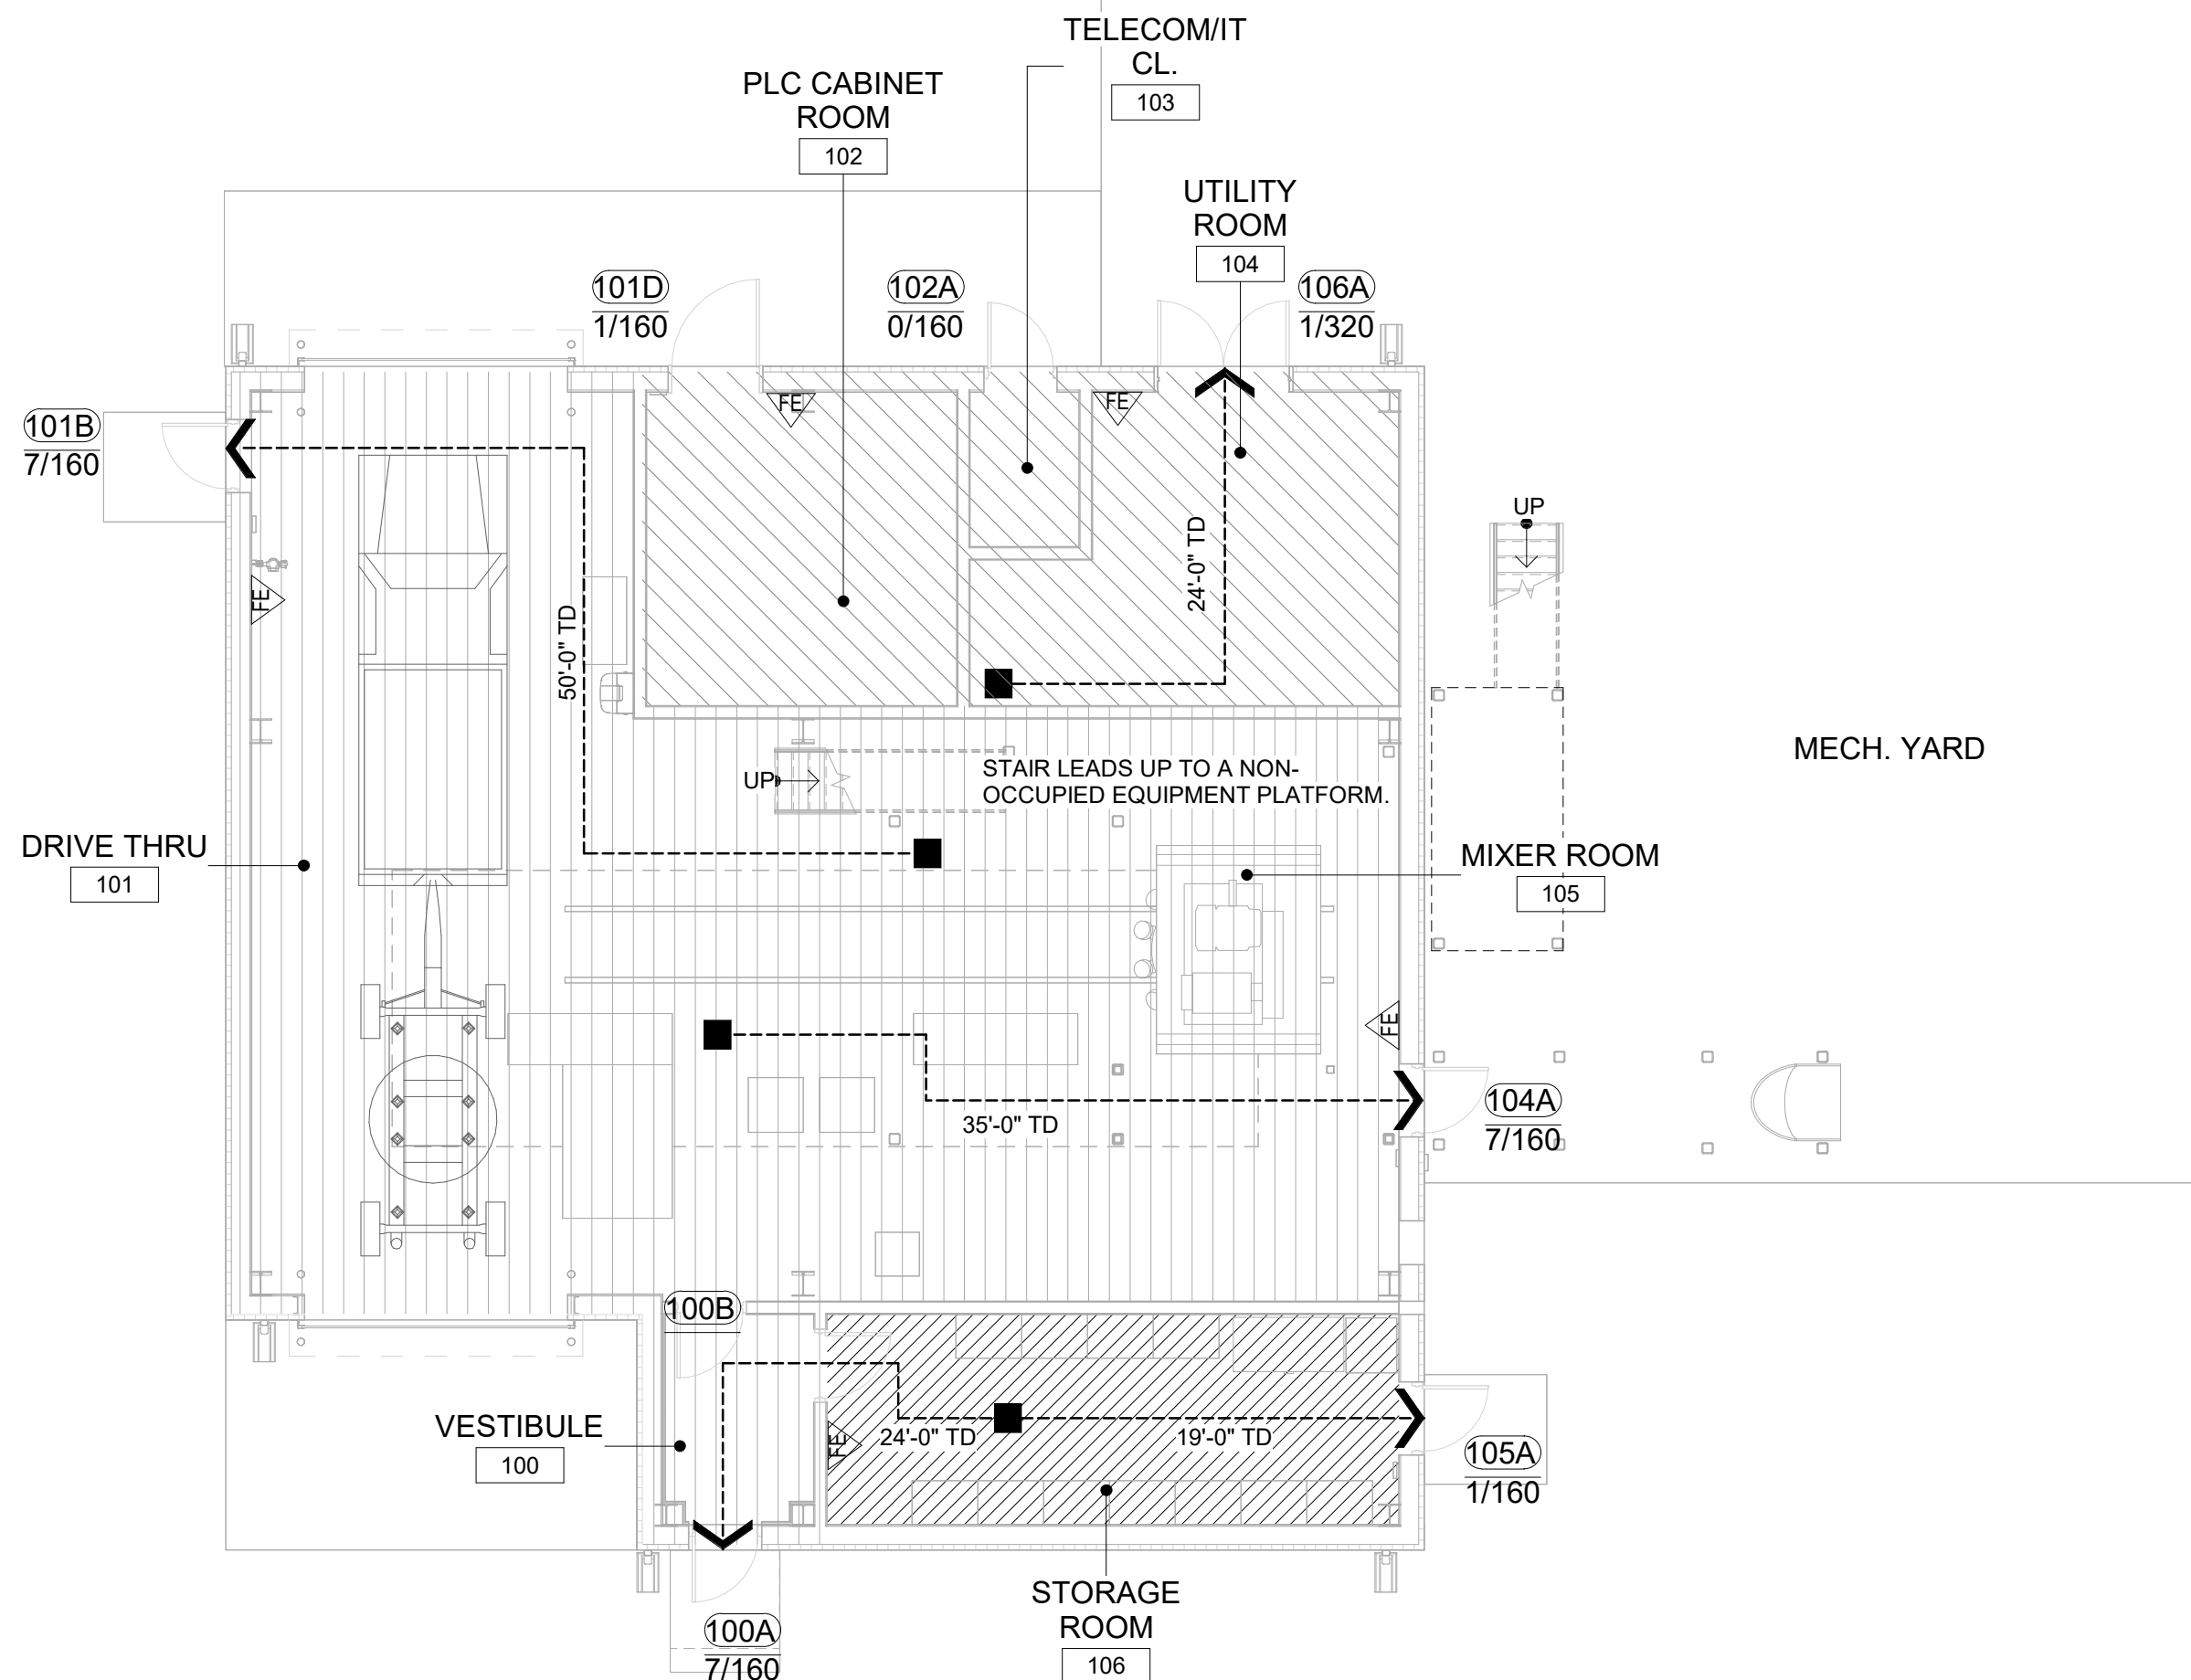 TELECOM/IT
CL.
103
PLC CABINET
ROOM
102
UTILITY
ROOM
104
101D
1/160
102A
0/160
106A
1/320
101B
7/160
FE
FE
UP
24'-0" TD
FE
50'-0" TD
MECH. YARD
UP
STAIR LEADS UP TO A NON-
OCCUPIED EQUIPMENT PLATFORM.
DRIVE THRU
101
MIXER ROOM
105
FE
104A
7/160
35'-0" TD
100B
VESTIBULE
100
FE
24'-0" TD
19'-0" TD
105A
1/160
STORAGE
ROOM
106
100A
7/160